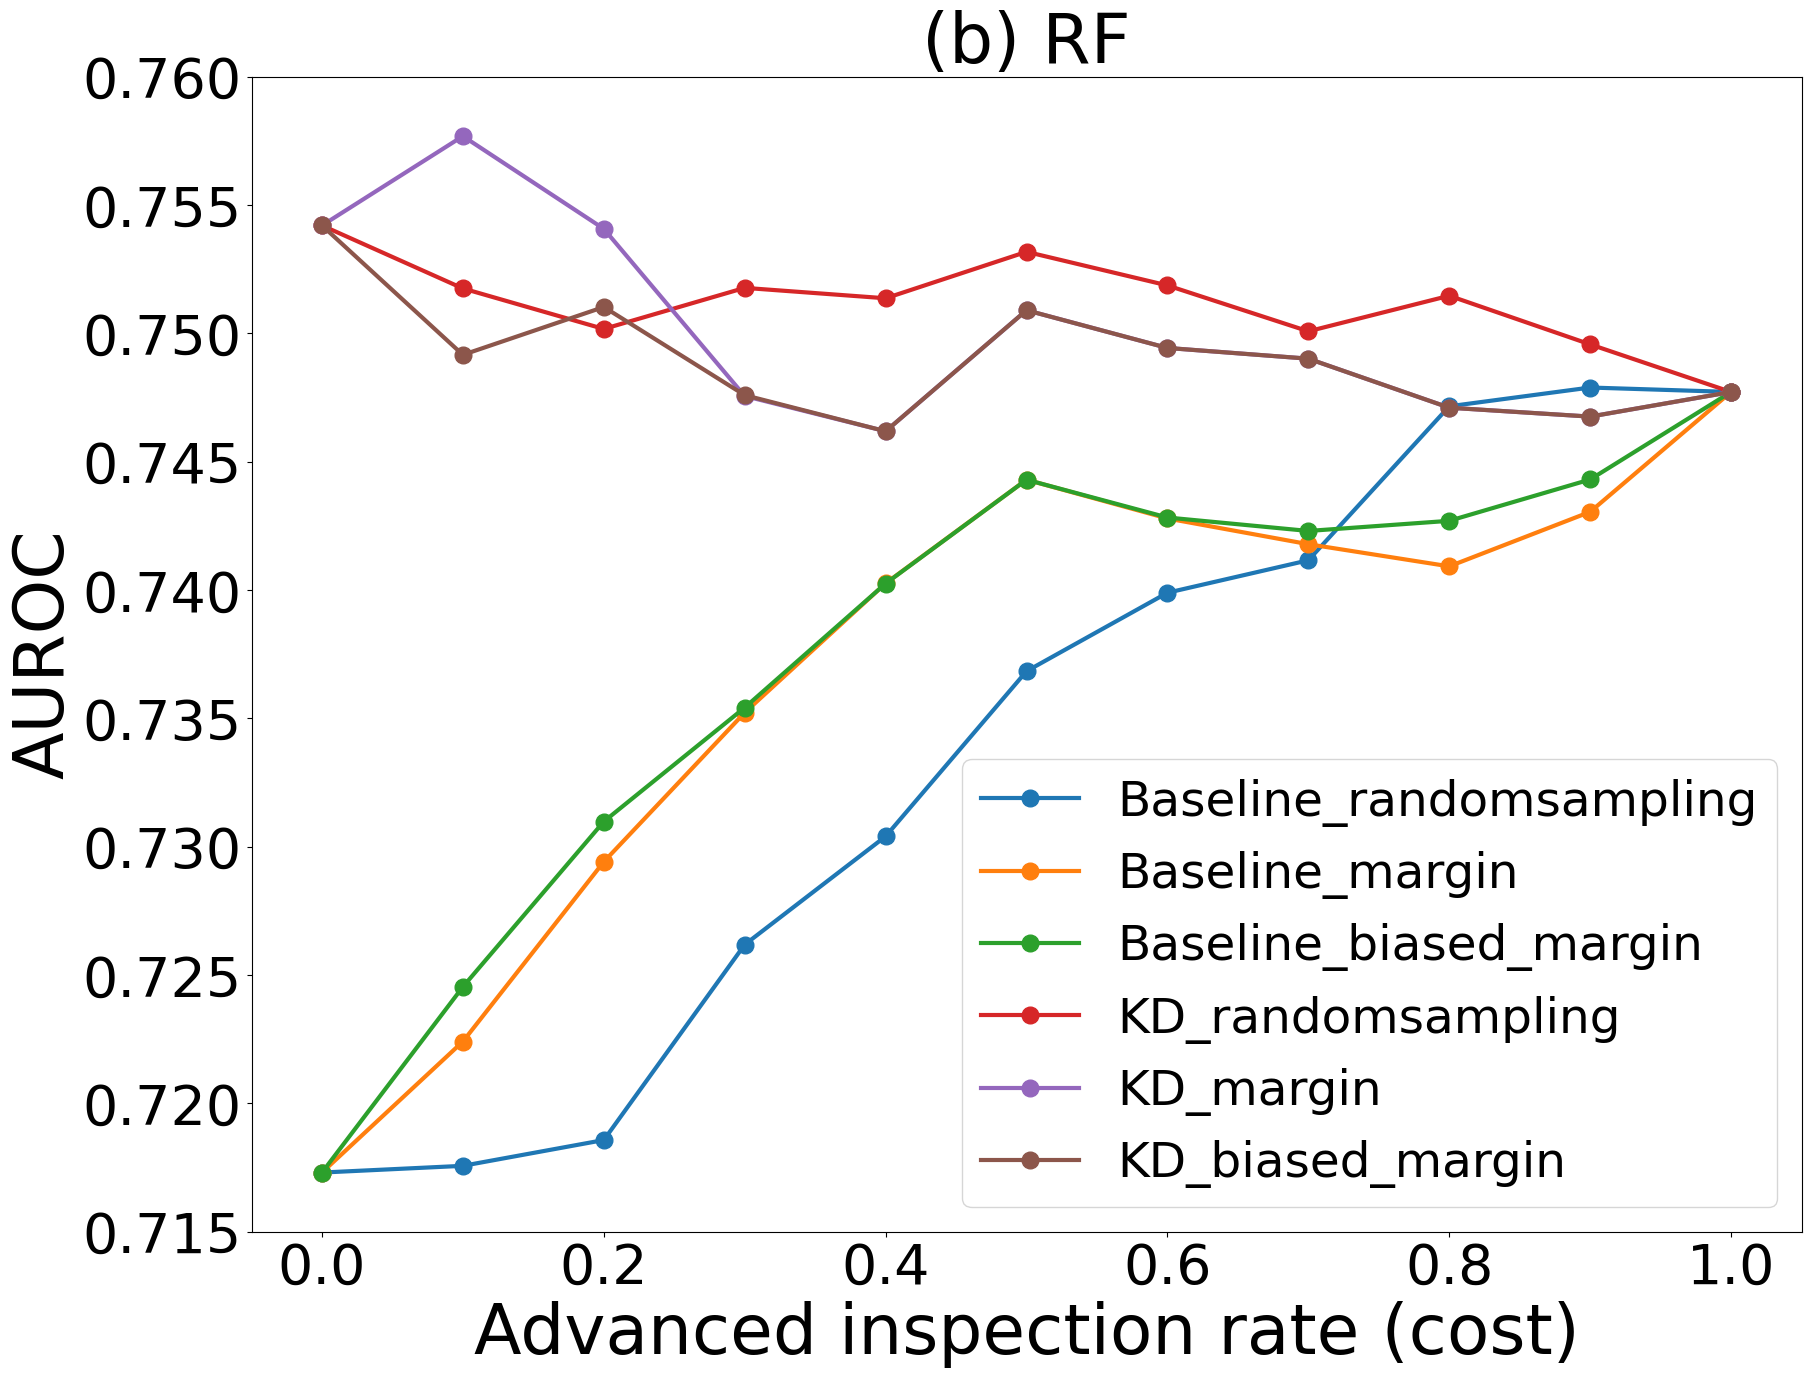 (b) RF
0.760
0.755
0.750
0.745
0.740
0.735
0.730
0.725
0.720
0.715
AUROC
Baseline_randomsampling
Baseline_margin
Baseline_biased_margin
KD_randomsampling
KD_margin
KD_biased_margin
0.0 0.2 0.4 0.6 0.8 1.0
Advanced inspection rate (cost)